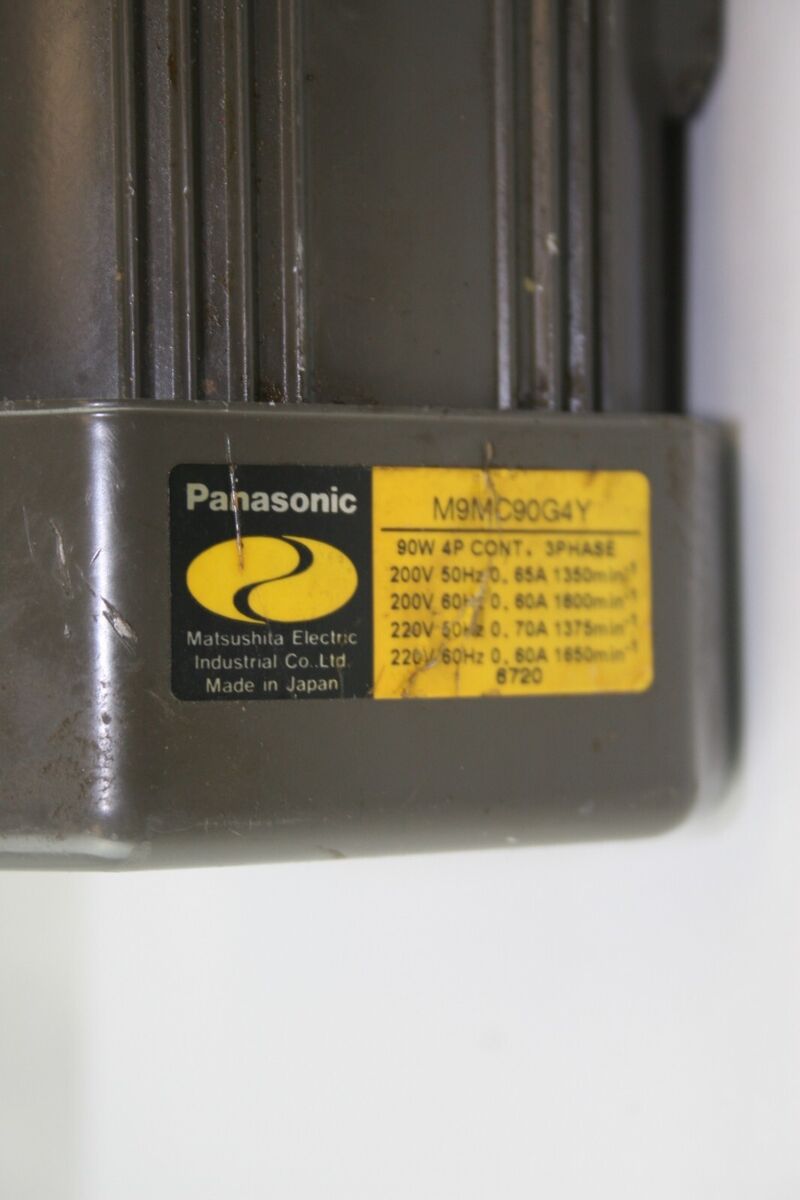 Panasonic
Matsushita Electric
Industrial Co.,Ltd.
Made in Japan
M9MC90G4Y
90W 4P CONT. 3PHASE
200V 50Hz 0.65A 1350min⁻¹
200V 60Hz 0.60A 1600min⁻¹
220V 50Hz 0.70A 1375min⁻¹
220V 60Hz 0.60A 1650min⁻¹
8720